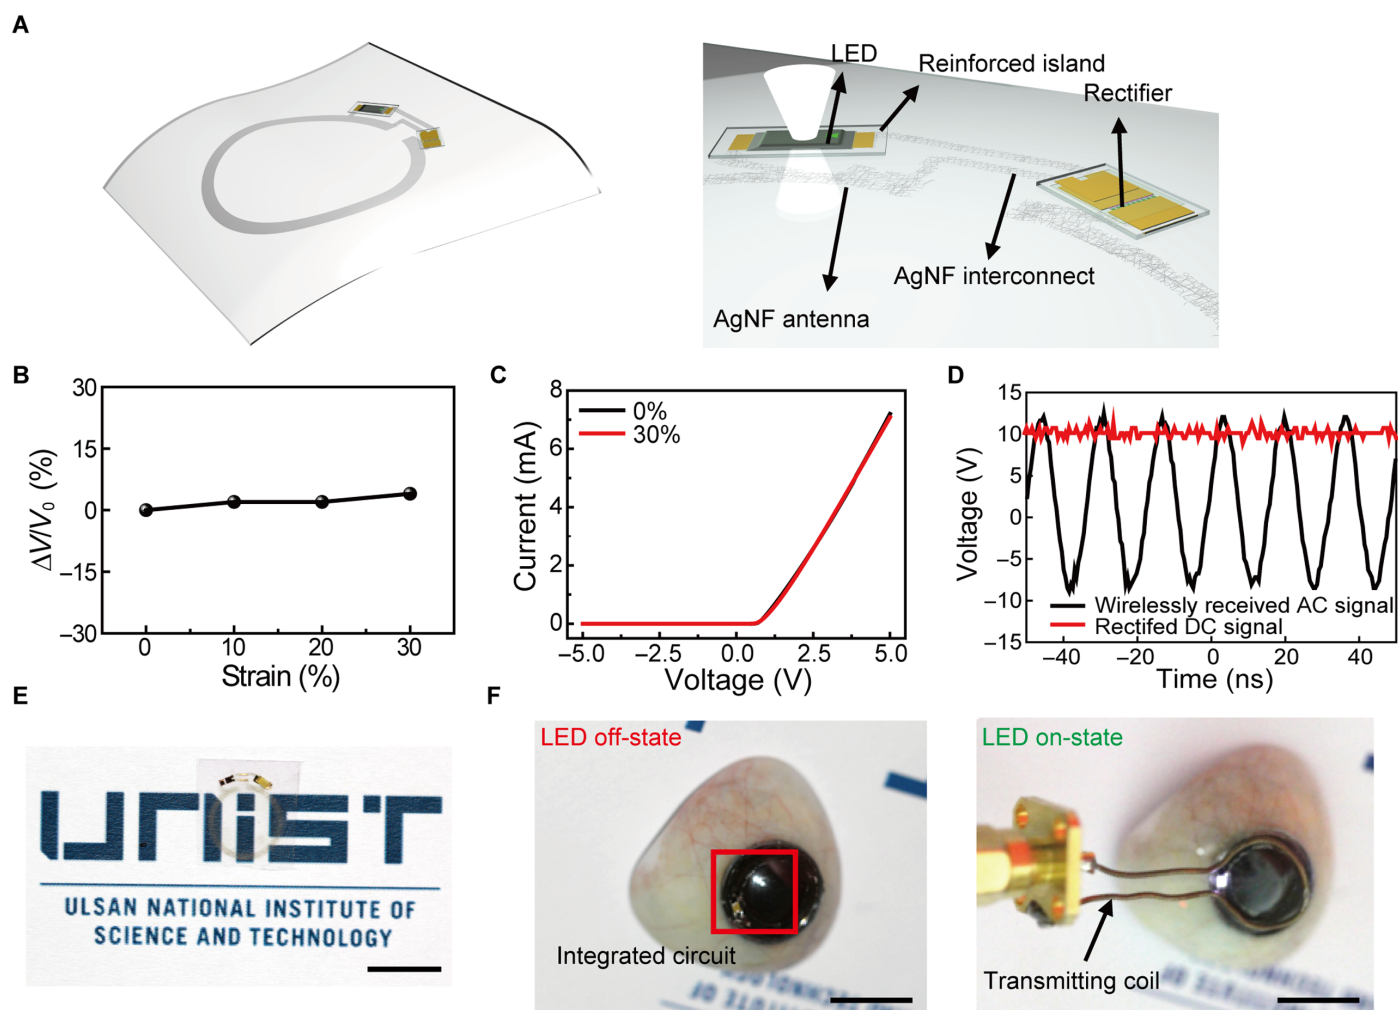 A
LED
Reinforced island
Rectifier
AgNF interconnect
AgNF antenna
B
ΔV/V₀ (%)
30
15
0
−15
−30
0 10 20 30
Strain (%)
C
0%
30%
Current (mA)
8
6
4
2
0
−5.0 −2.5 0.0 2.5 5.0
Voltage (V)
D
Voltage (V)
15
10
5
0
−5
−10
−15
Wirelessly received AC signal
Rectifed DC signal
−40 −20 0 20 40
Time (ns)
E
UNIST
ULSAN NATIONAL INSTITUTE OF
SCIENCE AND TECHNOLOGY
F
LED off-state
Integrated circuit
LED on-state
Transmitting coil